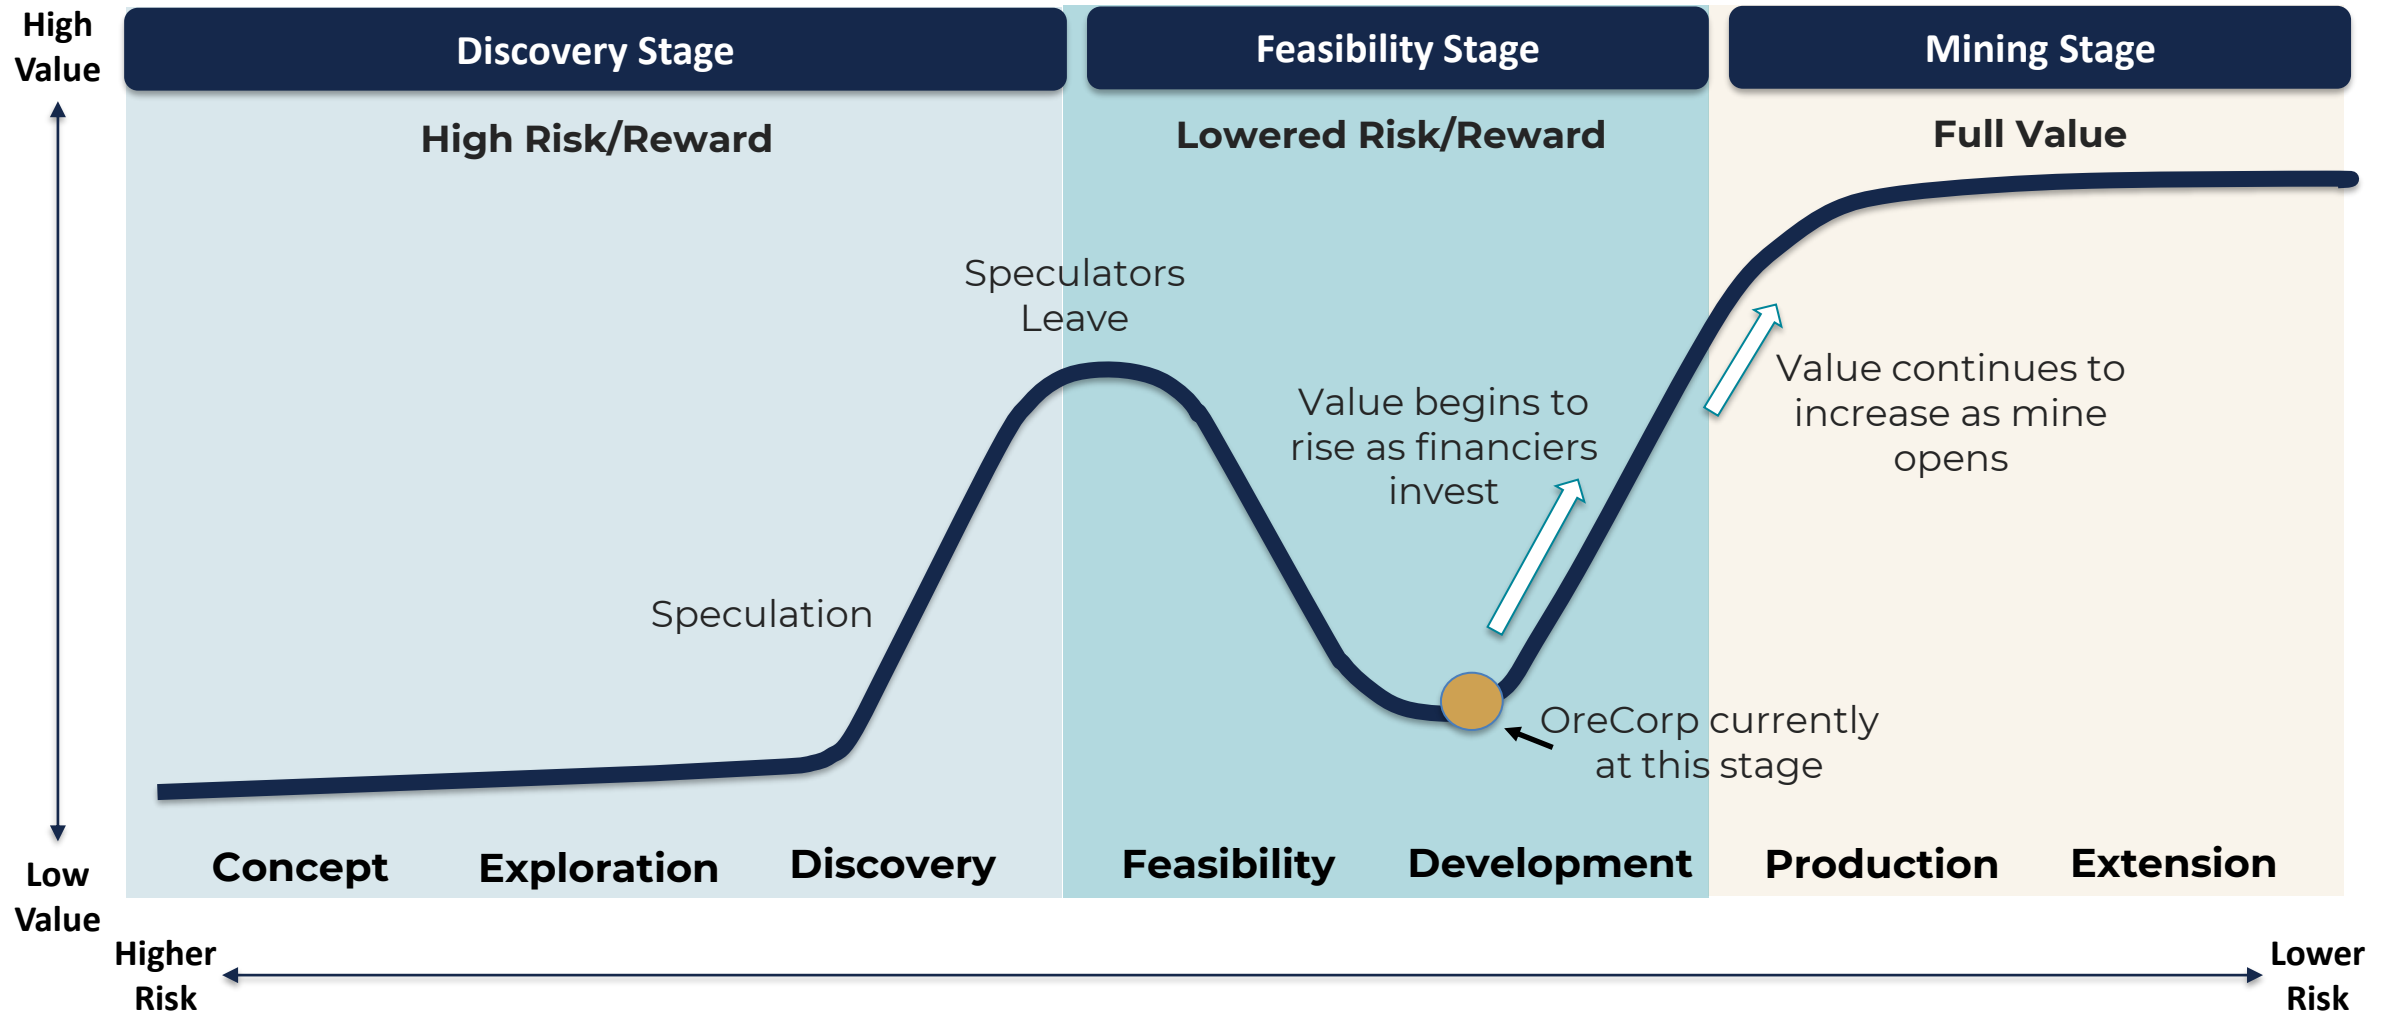 High
Value
Discovery Stage
Feasibility Stage
Mining Stage
High Risk/Reward
Lowered Risk/Reward
Full Value
Speculators
Leave
Value begins to
rise as financiers
invest
Value continues to
increase as mine
opens
Speculation
OreCorp currently
at this stage
Concept
Exploration
Discovery
Feasibility
Development
Production
Extension
Low
Value
Higher
Risk
Lower
Risk